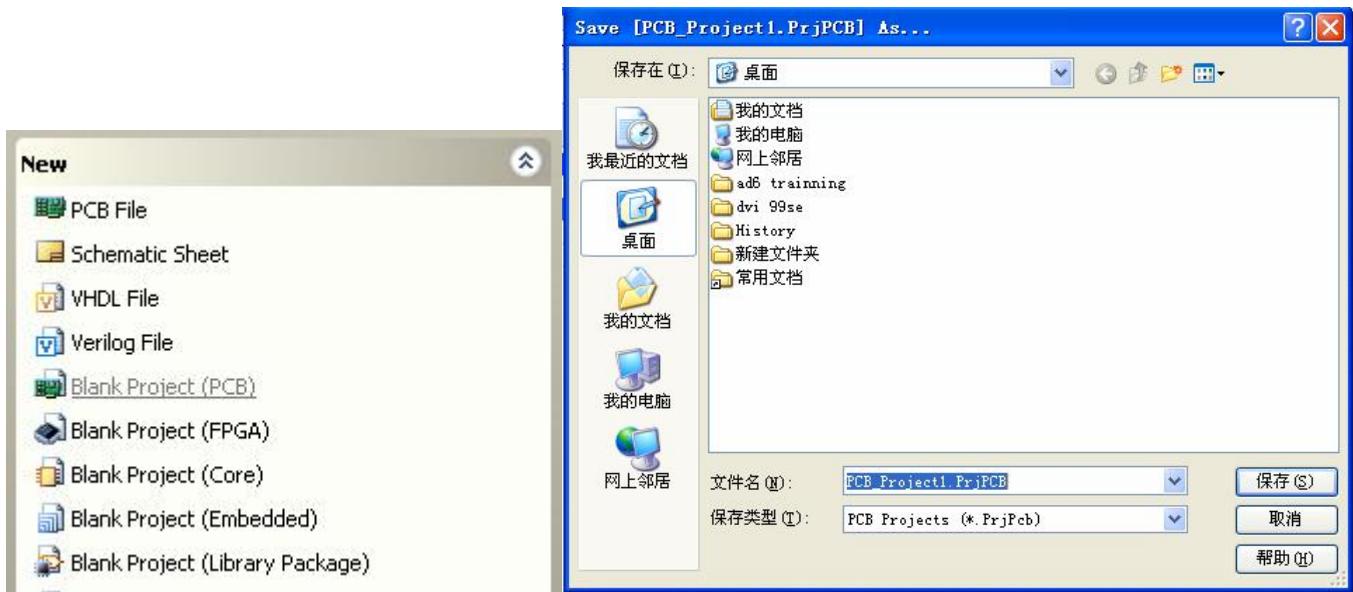 New
PCB File
Schematic Sheet
VHDL File
Verilog File
Blank Project (PCB)
Blank Project (FPGA)
Blank Project (Core)
Blank Project (Embedded)
Blank Project (Library Package)
Save [PCB_Project1.PrjPCB] As...
保存在(I):
桌面
我最近的文档
桌面
我的文档
我的电脑
网上邻居
我的文档
我的电脑
网上邻居
ad6 trainning
dvi 99se
History
新建文件夹
常用文档
文件名(N):
PCB_Project1.PrjPCB
保存(S)
保存类型(T):
PCB Projects (*.PrjPcb)
取消
帮助(H)